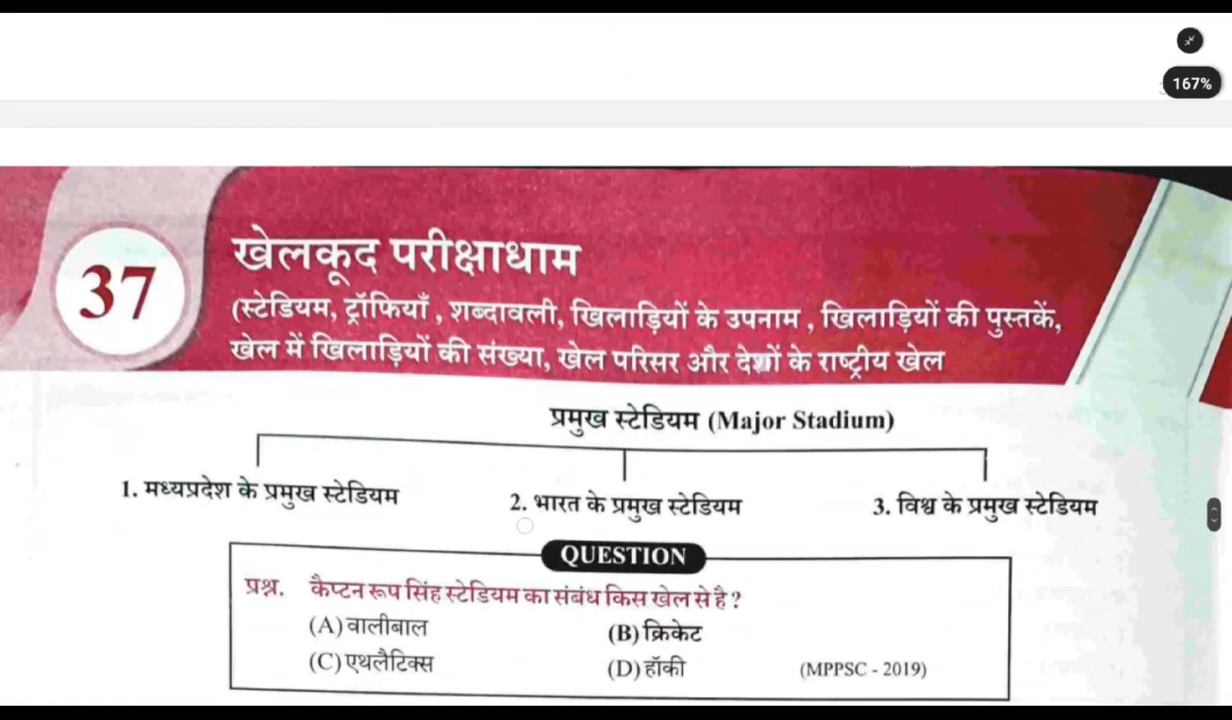 167%
37
खेलकूद परीक्षाधाम
(स्टेडियम, ट्रॉफियाँ , शब्दावली, खिलाड़ियों के उपनाम , खिलाड़ियों की पुस्तकें,
खेल में खिलाड़ियों की संख्या, खेल परिसर और देशों के राष्ट्रीय खेल
प्रमुख स्टेडियम (Major Stadium)
1. मध्यप्रदेश के प्रमुख स्टेडियम 2. भारत के प्रमुख स्टेडियम 3. विश्व के प्रमुख स्टेडियम
QUESTION
प्रश्न. कैप्टन रूप सिंह स्टेडियम का संबंध किस खेल से है ?
(A) वालीबाल (B) क्रिकेट
(C) एथलैटिक्स (D) हॉकी (MPPSC - 2019)